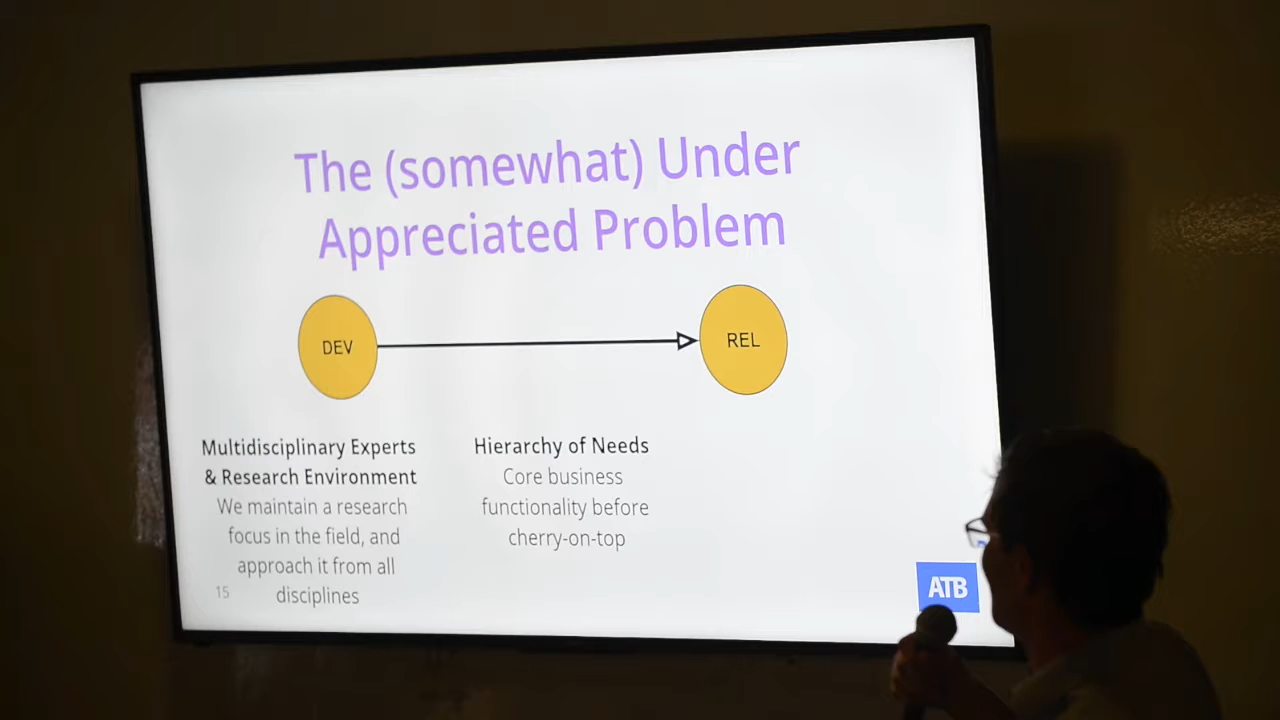 The (somewhat) Under
Appreciated Problem
DEV
REL
Multidisciplinary Experts
& Research Environment
We maintain a research
focus in the field, and
approach it from all
disciplines
Hierarchy of Needs
Core business
functionality before
cherry-on-top
15
ATB